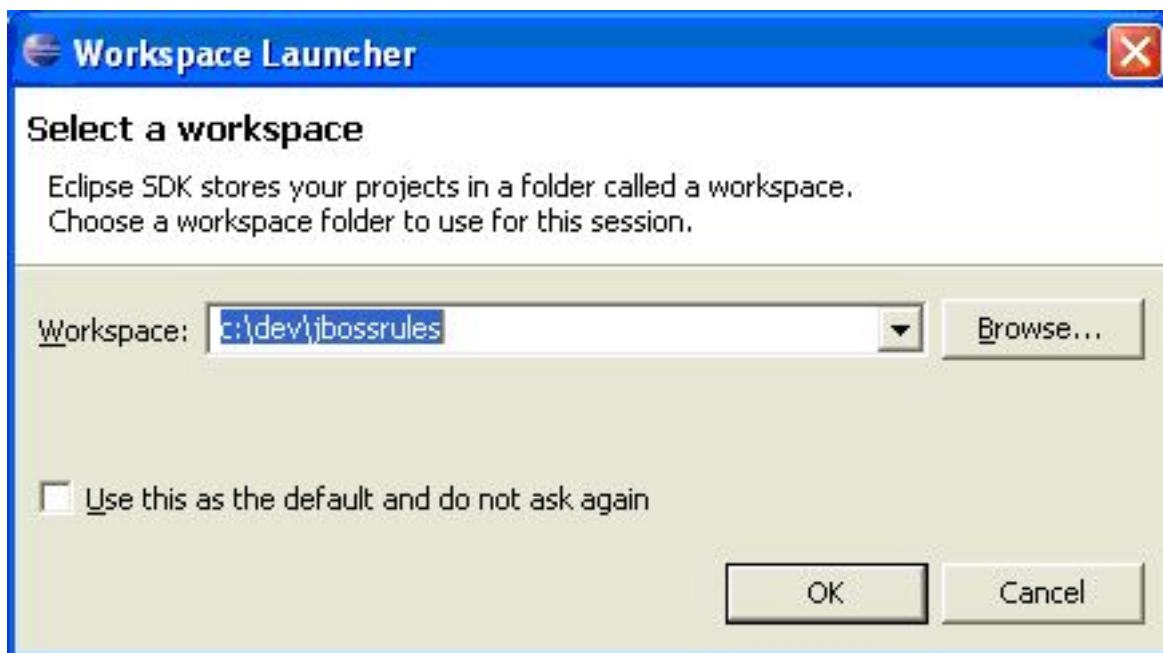 Workspace Launcher
Select a workspace
Eclipse SDK stores your projects in a folder called a workspace.
Choose a workspace folder to use for this session.
Workspace: c:\dev\jbossrules Browse...
Use this as the default and do not ask again
OK Cancel